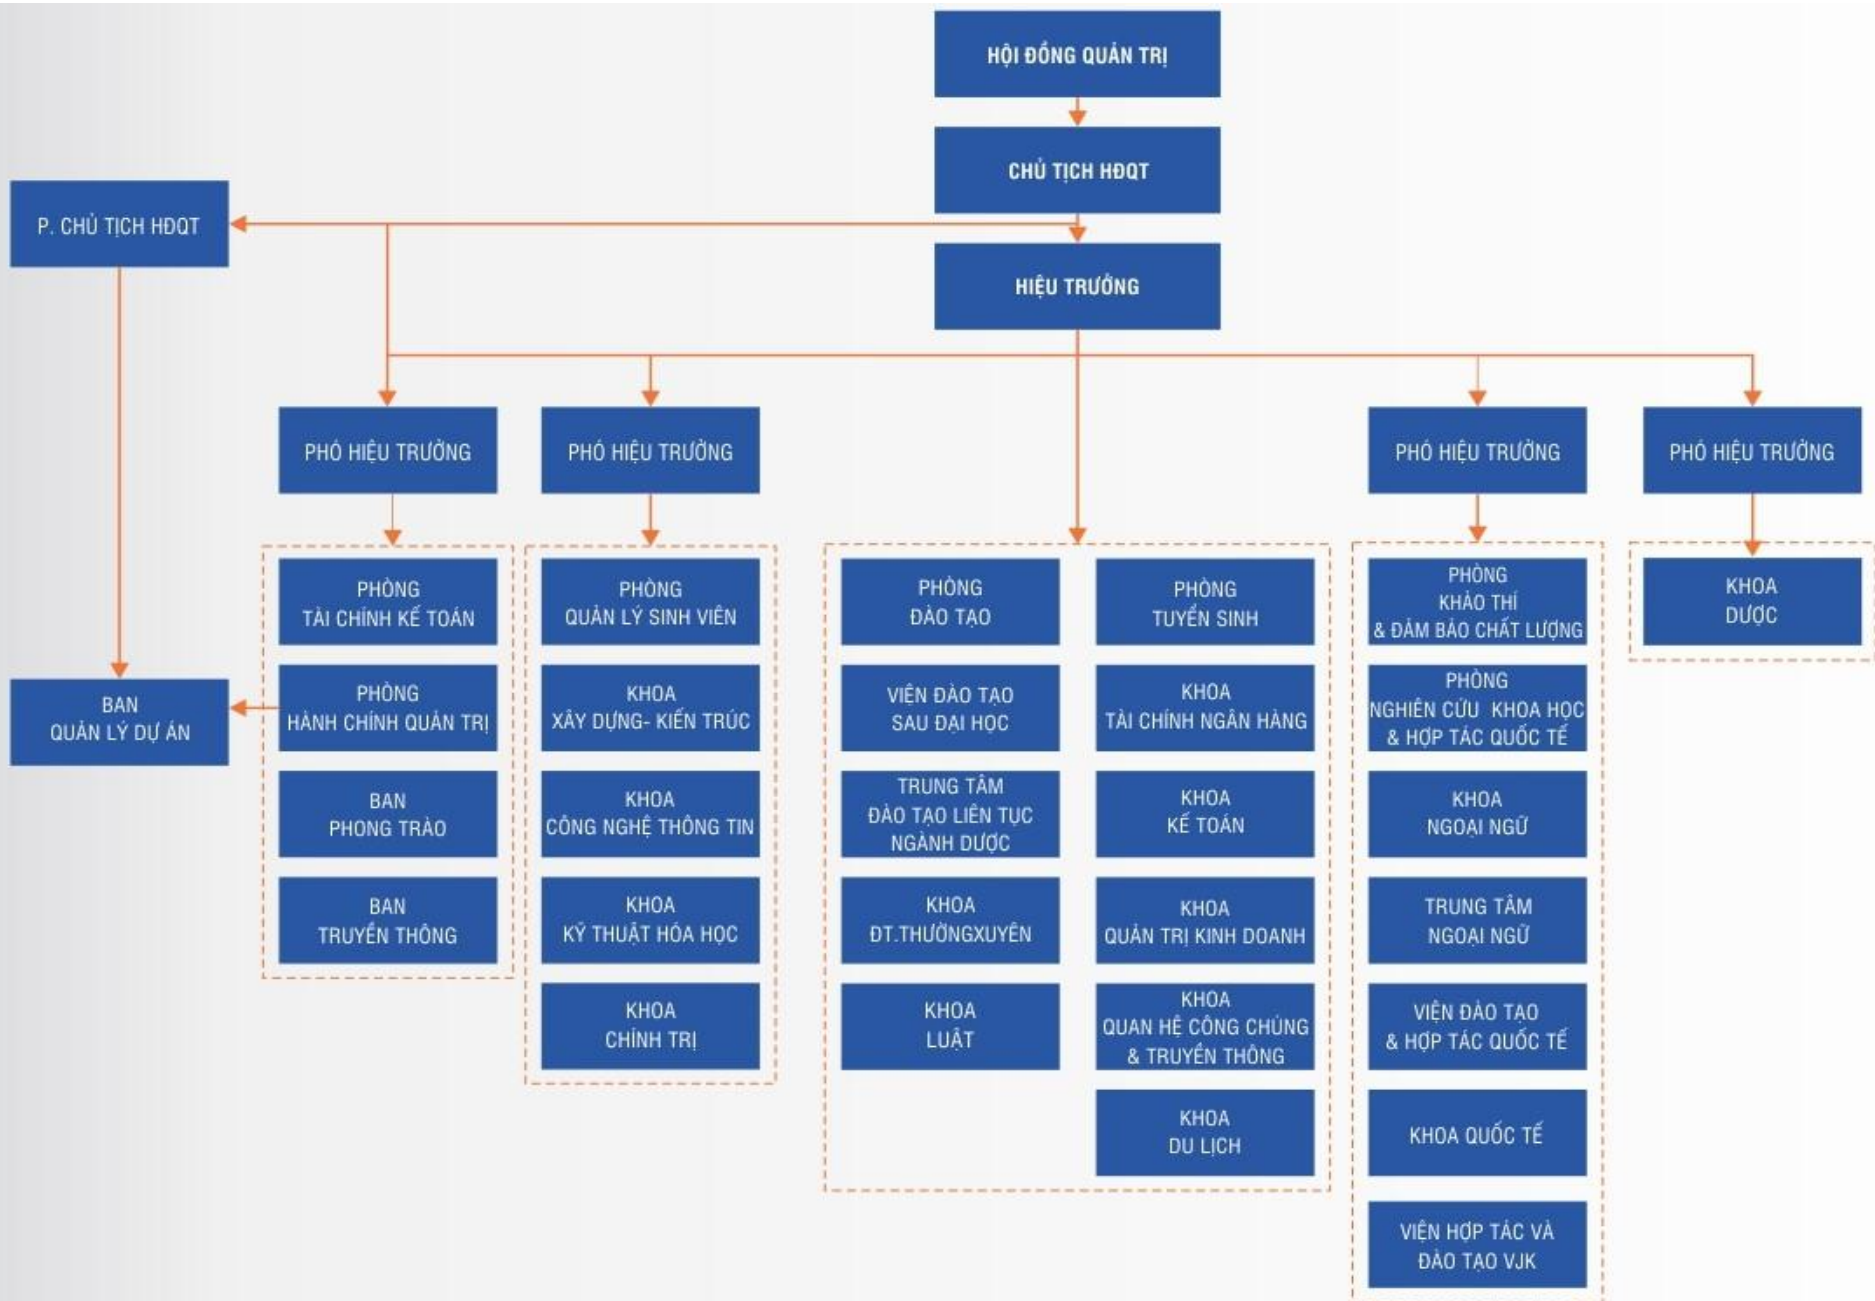 HỘI ĐỒNG QUẢN TRỊ
CHỦ TỊCH HĐQT
P. CHỦ TỊCH HĐQT
HIỆU TRƯỞNG
PHÓ HIỆU TRƯỞNG
PHÓ HIỆU TRƯỞNG
PHÓ HIỆU TRƯỞNG
PHÓ HIỆU TRƯỞNG
BAN
QUẢN LÝ DỰ ÁN
PHÒNG
TÀI CHÍNH KẾ TOÁN
PHÒNG
HÀNH CHÍNH QUẢN TRỊ
BAN
PHONG TRÀO
BAN
TRUYỀN THÔNG
PHÒNG
QUẢN LÝ SINH VIÊN
KHOA
XÂY DỰNG- KIẾN TRÚC
KHOA
CÔNG NGHỆ THÔNG TIN
KHOA
KỸ THUẬT HÓA HỌC
KHOA
CHÍNH TRỊ
PHÒNG
ĐÀO TẠO
VIỆN ĐÀO TẠO
SAU ĐẠI HỌC
TRUNG TÂM
ĐÀO TẠO LIÊN TỤC
NGÀNH DƯỢC
KHOA
ĐT.THƯỜNGXUYÊN
KHOA
LUẬT
PHÒNG
TUYỂN SINH
KHOA
TÀI CHÍNH NGÂN HÀNG
KHOA
KẾ TOÁN
KHOA
QUẢN TRỊ KINH DOANH
KHOA
QUAN HỆ CÔNG CHÚNG
& TRUYỀN THÔNG
KHOA
DU LỊCH
PHÒNG
KHẢO THÍ
& ĐẢM BẢO CHẤT LƯỢNG
PHÒNG
NGHIÊN CỨU KHOA HỌC
& HỢP TÁC QUỐC TẾ
KHOA
NGOẠI NGỮ
TRUNG TÂM
NGOẠI NGỮ
VIỆN ĐÀO TẠO
& HỢP TÁC QUỐC TẾ
KHOA QUỐC TẾ
VIỆN HỢP TÁC VÀ
ĐÀO TẠO VJK
KHOA
DƯỢC